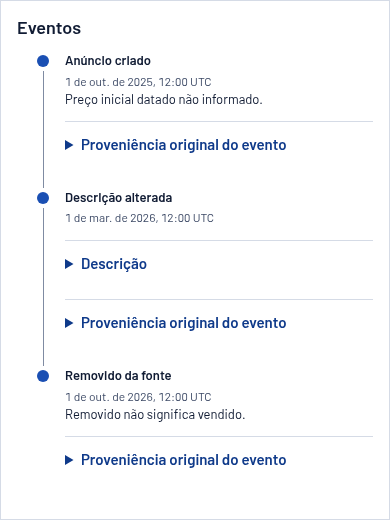 Eventos
Anúncio criado
1 de out. de 2025, 12:00 UTC
Preço inicial datado não informado.
Proveniência original do evento
Descrição alterada
1 de mar. de 2026, 12:00 UTC
Descrição
Proveniência original do evento
Removido da fonte
1 de out. de 2026, 12:00 UTC
Removido não significa vendido.
Proveniência original do evento